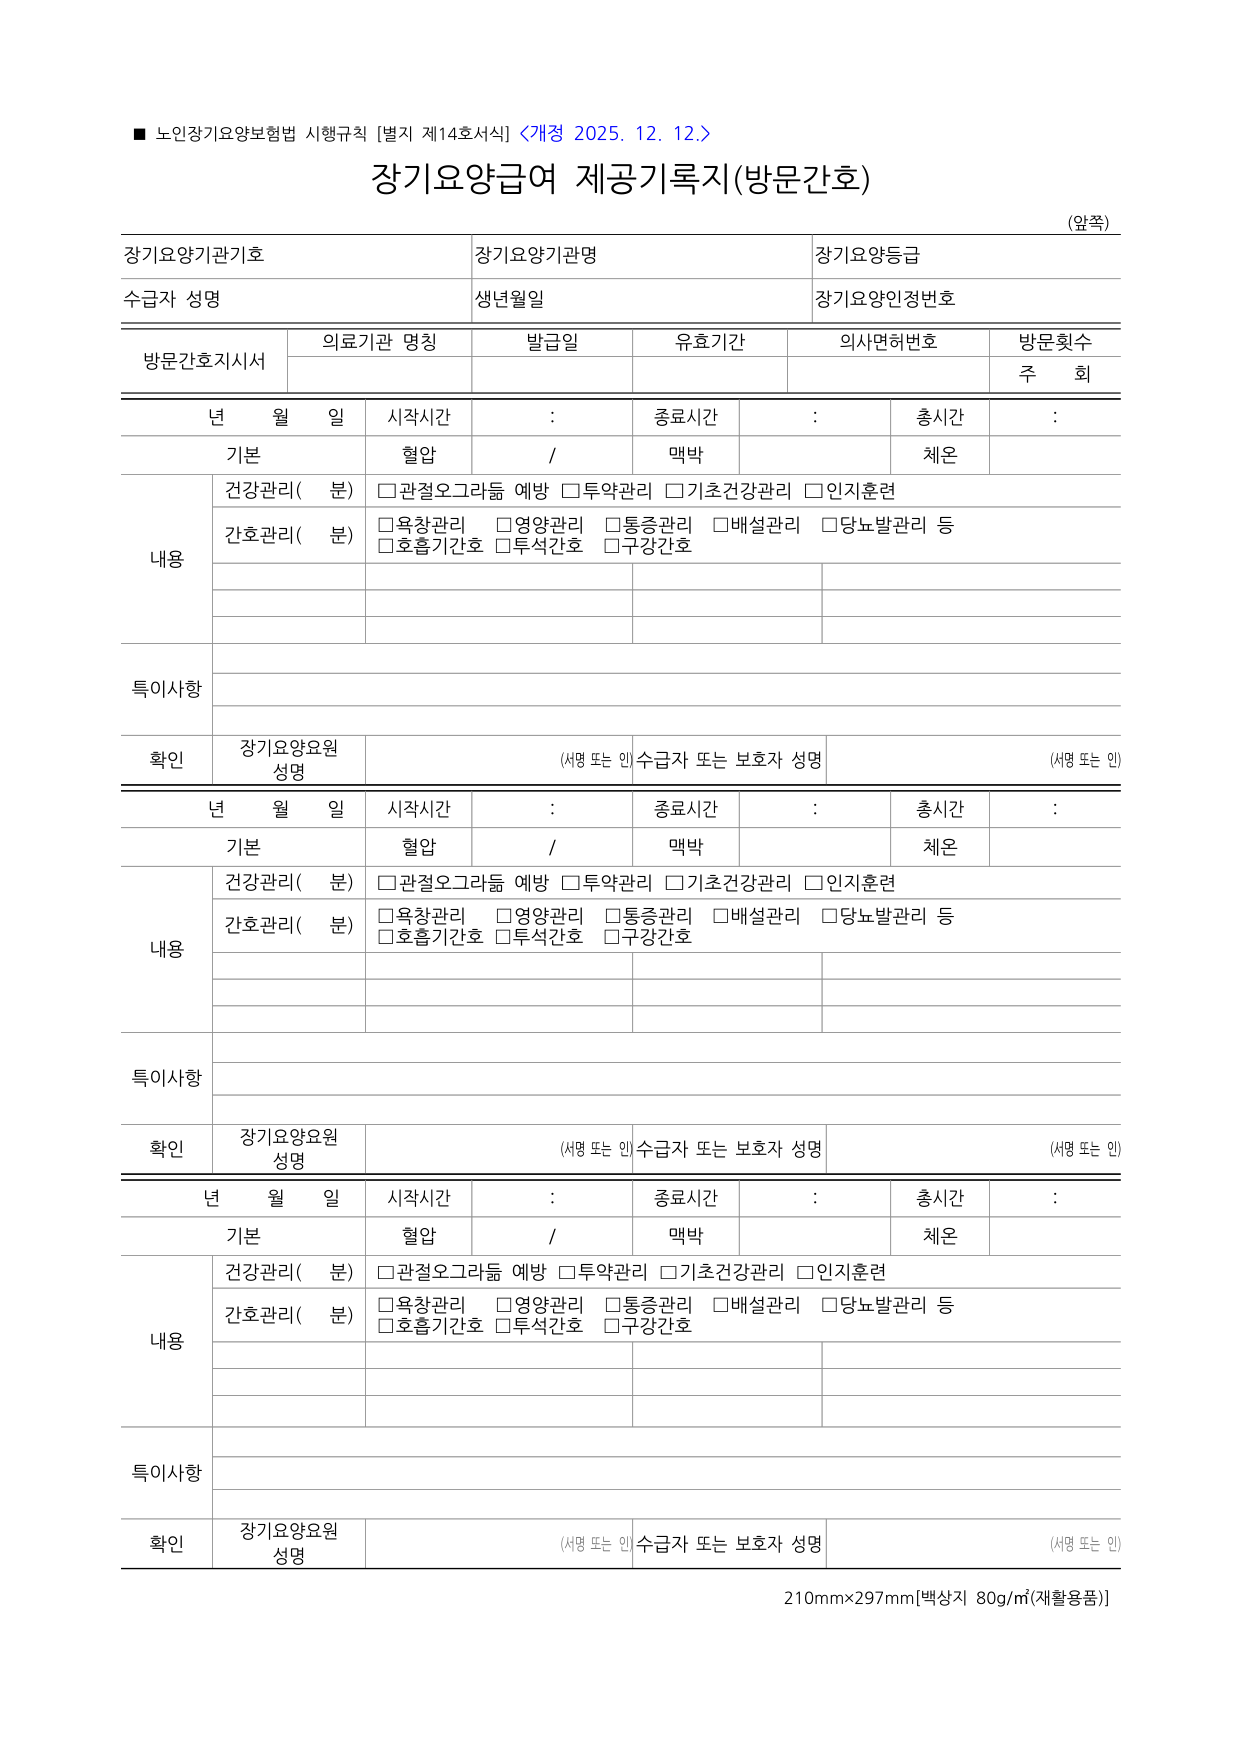 ■ 노인장기요양보험법 시행규칙 [별지 제14호서식] <개정 2025. 12. 12.>
장기요양급여 제공기록지(방문간호)
(앞쪽)
장기요양기관기호 장기요양기관명 장기요양등급
수급자 성명 생년월일 장기요양인정번호
방문간호지시서 의료기관 명칭 발급일 유효기간 의사면허번호 방문횟수
주 회
년 월 일 시작시간 : 종료시간 : 총시간 :
기본 혈압 / 맥박 체온
내용 건강관리( 분) □관절오그라듦 예방 □투약관리 □기초건강관리 □인지훈련
간호관리( 분) □욕창관리 □영양관리 □통증관리 □배설관리 □당뇨발관리 등
□호흡기간호 □투석간호 □구강간호
특이사항
확인 장기요양요원 성명 (서명 또는 인) 수급자 또는 보호자 성명 (서명 또는 인)
년 월 일 시작시간 : 종료시간 : 총시간 :
기본 혈압 / 맥박 체온
내용 건강관리( 분) □관절오그라듦 예방 □투약관리 □기초건강관리 □인지훈련
간호관리( 분) □욕창관리 □영양관리 □통증관리 □배설관리 □당뇨발관리 등
□호흡기간호 □투석간호 □구강간호
특이사항
확인 장기요양요원 성명 (서명 또는 인) 수급자 또는 보호자 성명 (서명 또는 인)
년 월 일 시작시간 : 종료시간 : 총시간 :
기본 혈압 / 맥박 체온
내용 건강관리( 분) □관절오그라듦 예방 □투약관리 □기초건강관리 □인지훈련
간호관리( 분) □욕창관리 □영양관리 □통증관리 □배설관리 □당뇨발관리 등
□호흡기간호 □투석간호 □구강간호
특이사항
확인 장기요양요원 성명 (서명 또는 인) 수급자 또는 보호자 성명 (서명 또는 인)
210mm×297mm[백상지 80g/㎡(재활용품)]